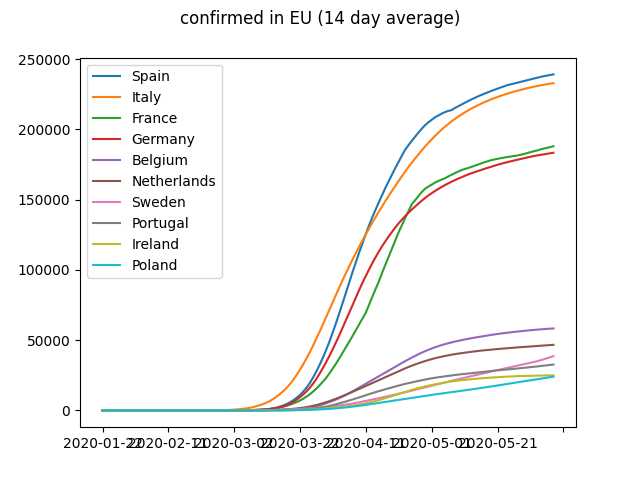 confirmed in EU (14 day average)
250000
200000
150000
100000
50000
0
Spain
Italy
France
Germany
Belgium
Netherlands
Sweden
Portugal
Ireland
Poland
2020-01-22 2020-02-11 2020-03-02 2020-03-22 2020-04-11 2020-05-01 2020-05-21